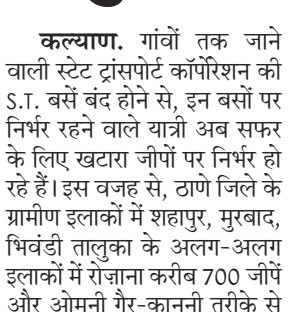 कल्याण. गांवों तक जाने
वाली स्टेट ट्रांसपोर्ट कॉर्पोरेशन की
S.T. बसें बंद होने से, इन बसों पर
निर्भर रहने वाले यात्री अब सफर
के लिए खटारा जीपों पर निर्भर हो
रहे हैं। इस वजह से, ठाणे जिले के
ग्रामीण इलाकों में शहापुर, मुरबाद,
भिवंडी तालुका के अलग-अलग
इलाकों में रोज़ाना करीब 700 जीपें
और ओमनी गैर-कानूनी तरीके से